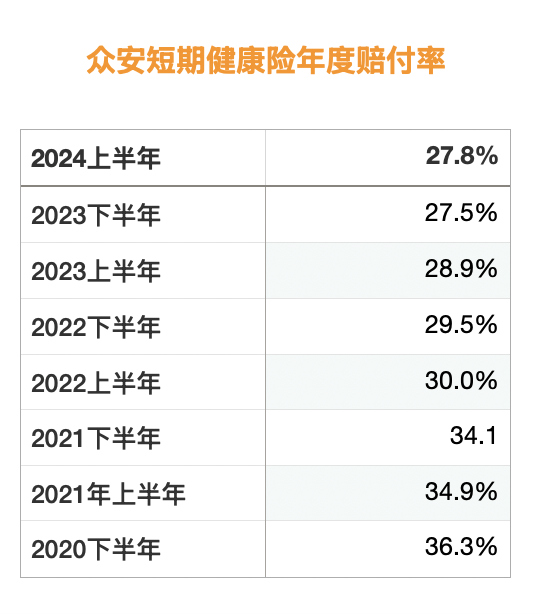 众安短期健康险年度赔付率
2024上半年 27.8%
2023下半年 27.5%
2023上半年 28.9%
2022下半年 29.5%
2022上半年 30.0%
2021下半年 34.1
2021年上半年 34.9%
2020下半年 36.3%